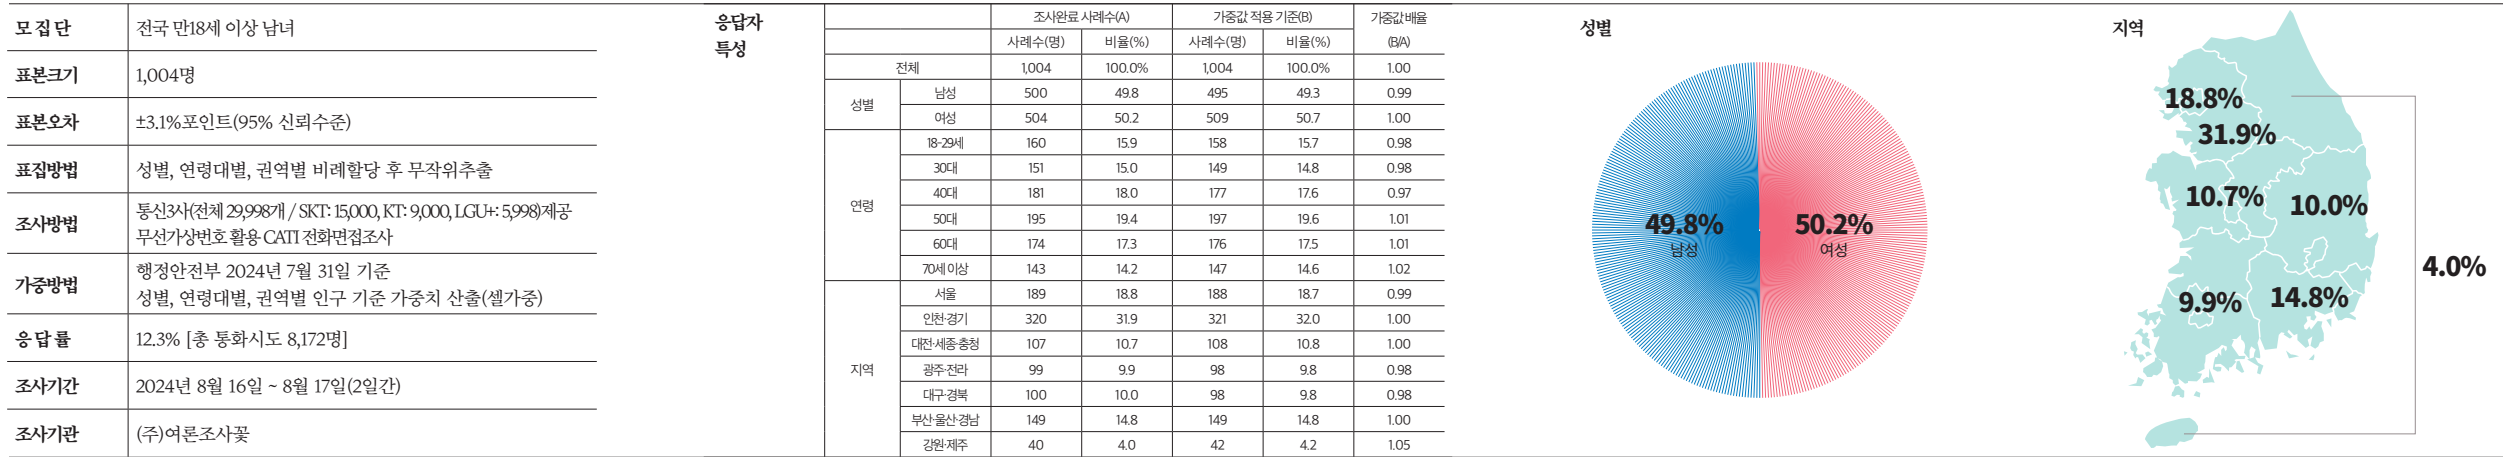 모집단 전국 만18세 이상 남녀
표본크기 1,004명
표본오차 ±3.1%포인트(95% 신뢰수준)
표집방법 성별, 연령대별, 권역별 비례할당 후 무작위추출
조사방법 통신3사(전체 29,998개 / SKT: 15,000, KT: 9,000, LGU+: 5,998)제공
무선가상번호 활용 CATI 전화면접조사
가중방법 행정안전부 2024년 7월 31일 기준
성별, 연령대별, 권역별 인구 기준 가중치 산출(셀가중)
응답률 12.3% [총 통화시도 8,172명]
조사기간 2024년 8월 16일 ~ 8월 17일(2일간)
조사기관 (주)여론조사꽃
응답자
특성
조사완료 사례수(A) 가중값 적용 기준(B) 가중값 배율
사례수(명) 비율(%) 사례수(명) 비율(%) (B/A)
전체 1,004 100.0% 1,004 100.0% 1.00
성별 남성 500 49.8 495 49.3 0.99
여성 504 50.2 509 50.7 1.00
연령 18-29세 160 15.9 158 15.7 0.98
30대 151 15.0 149 14.8 0.98
40대 181 18.0 177 17.6 0.97
50대 195 19.4 197 19.6 1.01
60대 174 17.3 176 17.5 1.01
70세 이상 143 14.2 147 14.6 1.02
지역 서울 189 18.8 188 18.7 0.99
인천·경기 320 31.9 321 32.0 1.00
대전·세종·충청 107 10.7 108 10.8 1.00
광주·전라 99 9.9 98 9.8 0.98
대구·경북 100 10.0 98 9.8 0.98
부산·울산·경남 149 14.8 149 14.8 1.00
강원·제주 40 4.0 42 4.2 1.05
성별
49.8%
남성
50.2%
여성
지역
18.8%
31.9%
10.7%
10.0%
4.0%
9.9%
14.8%